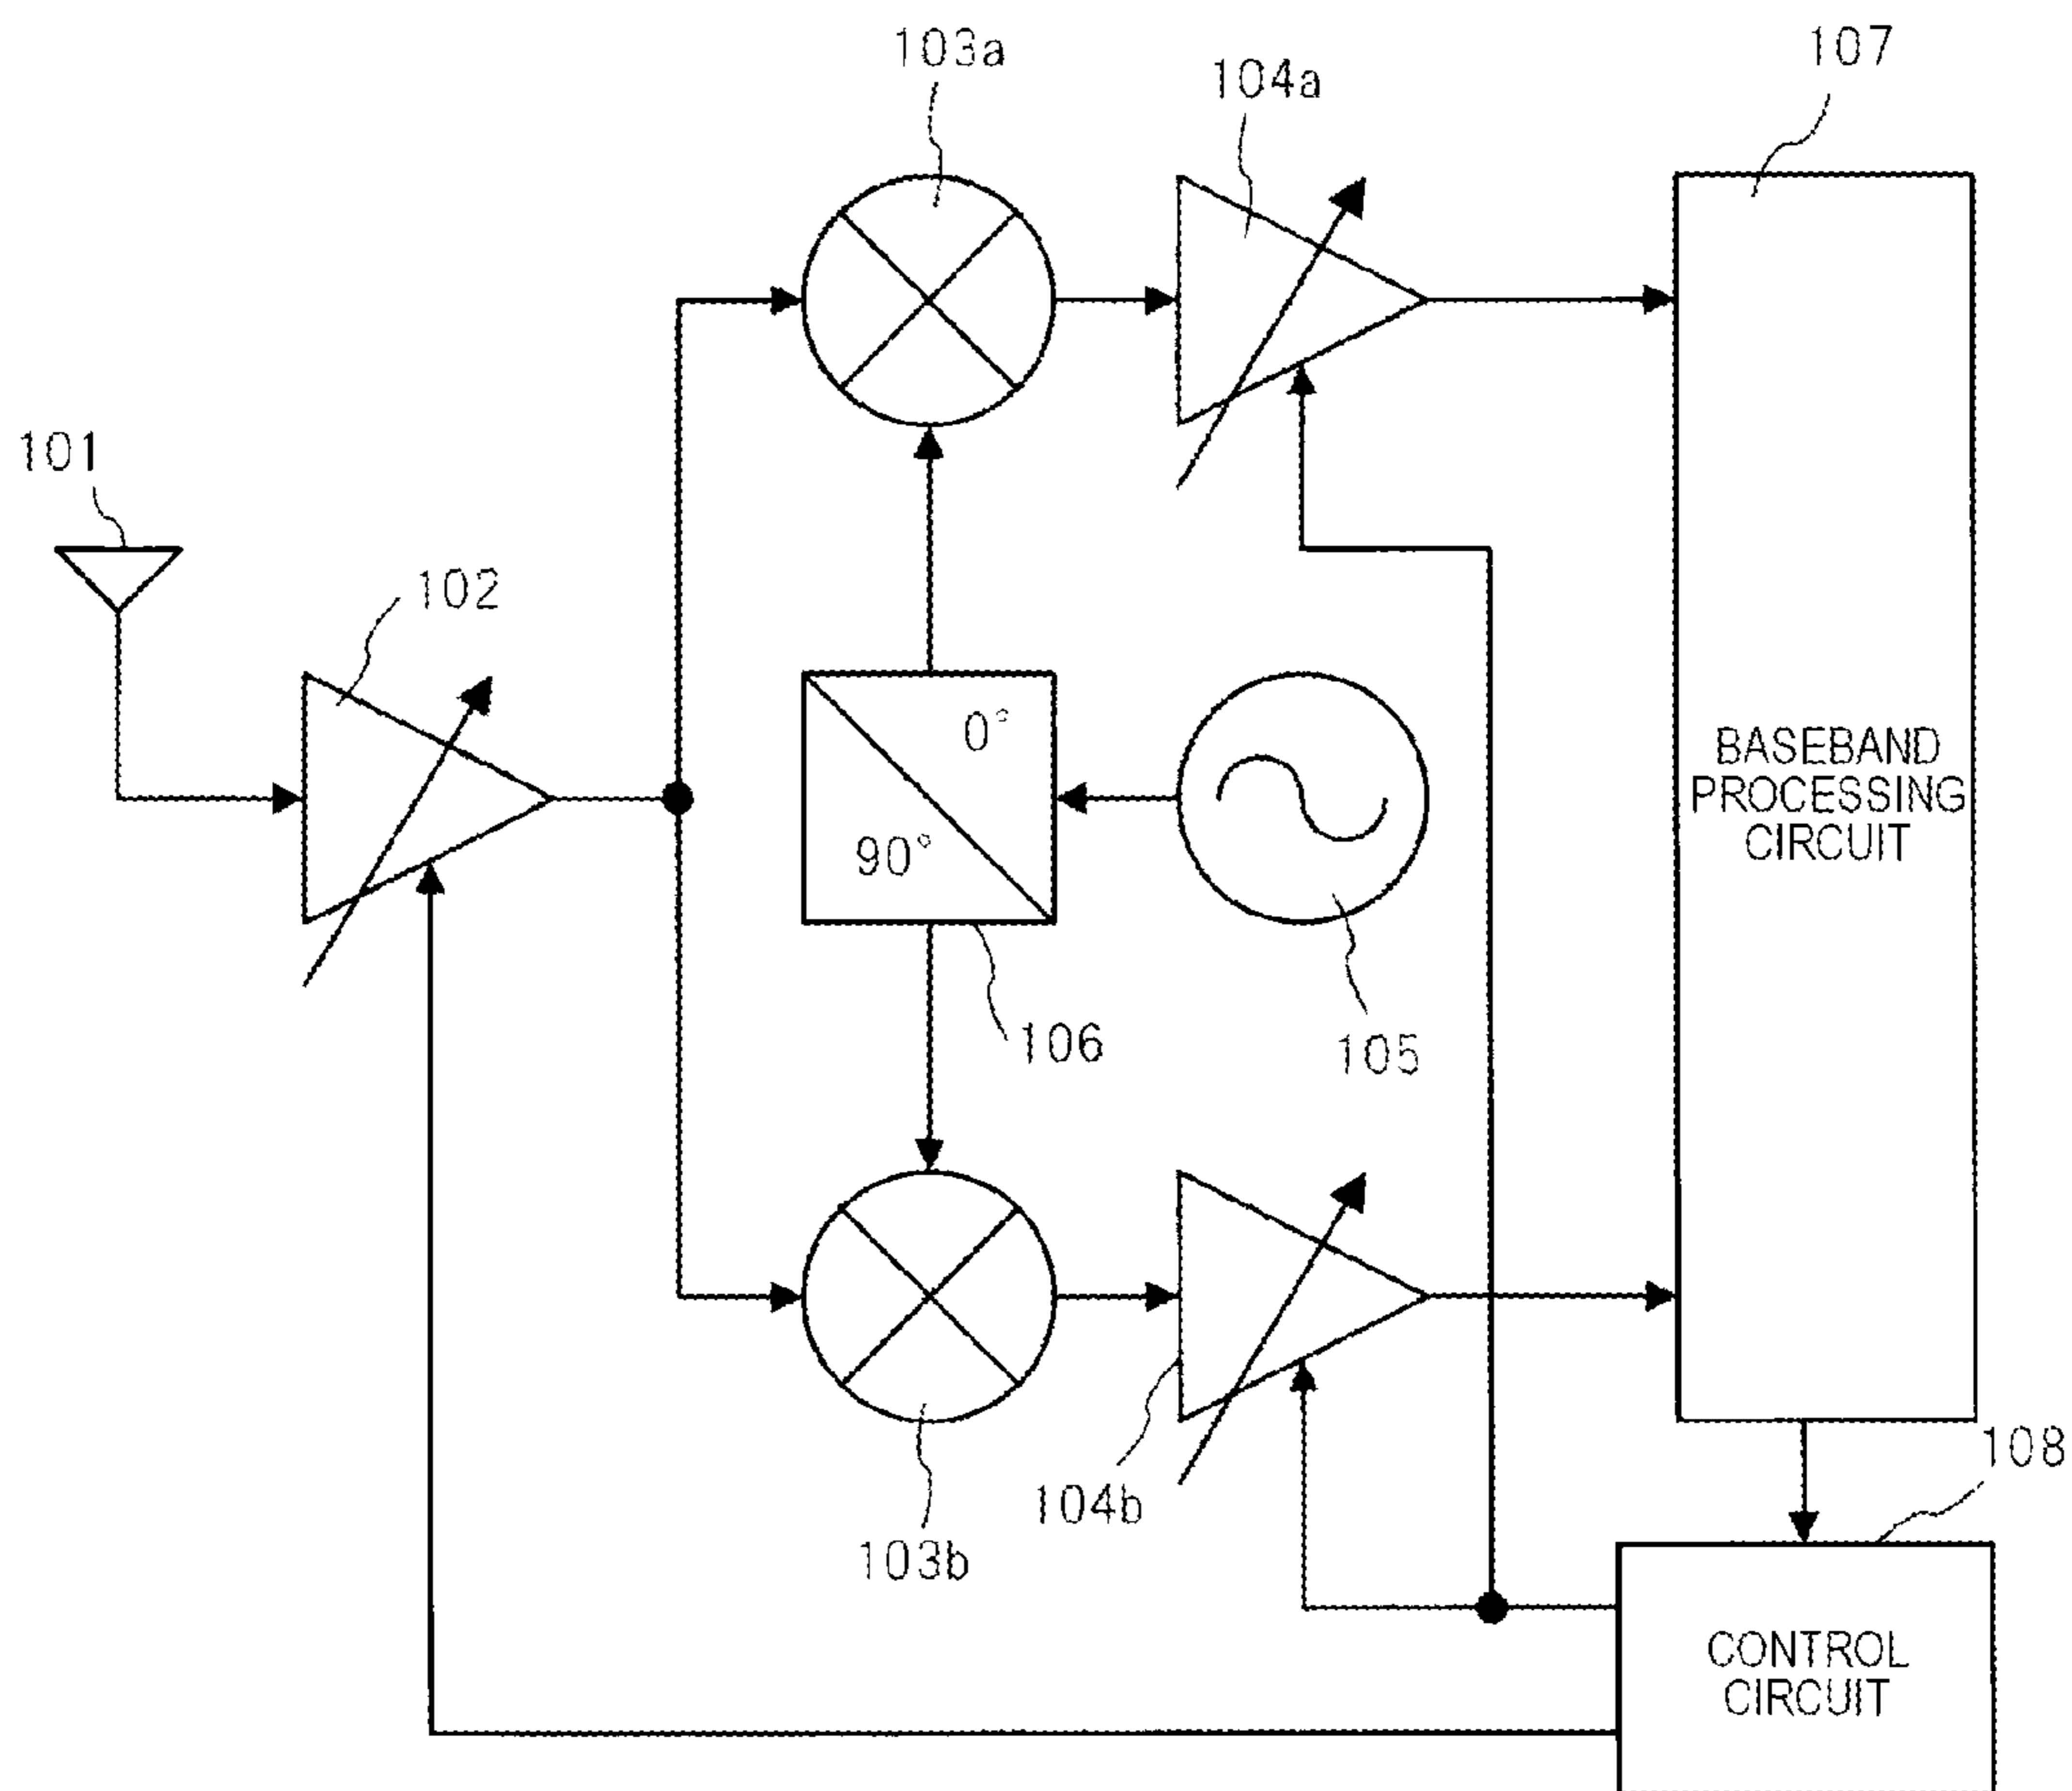 103a
107
104a
101
102
0°
BASEBAND
PROCESSING
CIRCUIT
90°
106
105
108
104b
103b
CONTROL
CIRCUIT